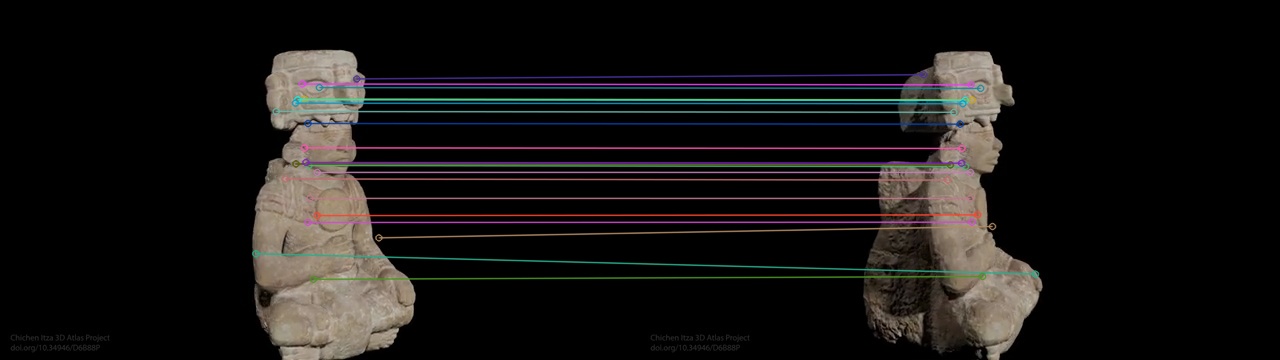 Chichen Itza 3D Atlas Project
doi.org/10.34946/D6B88P
Chichen Itza 3D Atlas Project
doi.org/10.34946/D6B88P